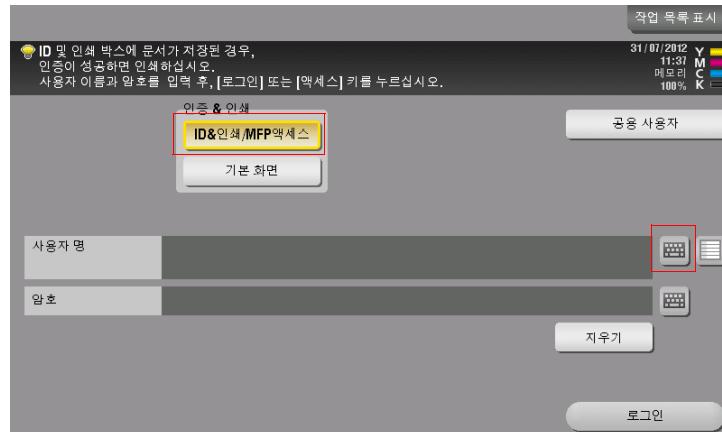 작업 목록 표시
ID 및 인쇄 박스에 문서가 저장된 경우,
인증이 성공하면 인쇄하십시오.
사용자 이름과 암호를 입력 후, [로그인] 또는 [액세스] 키를 누르십시오.
31/07/2012
11:37
메모리
100%
Y
M
C
K
인증 & 인쇄
ID&인쇄/MFP액세스
공용 사용자
기본 화면
사용자 명
암호
지우기
로그인